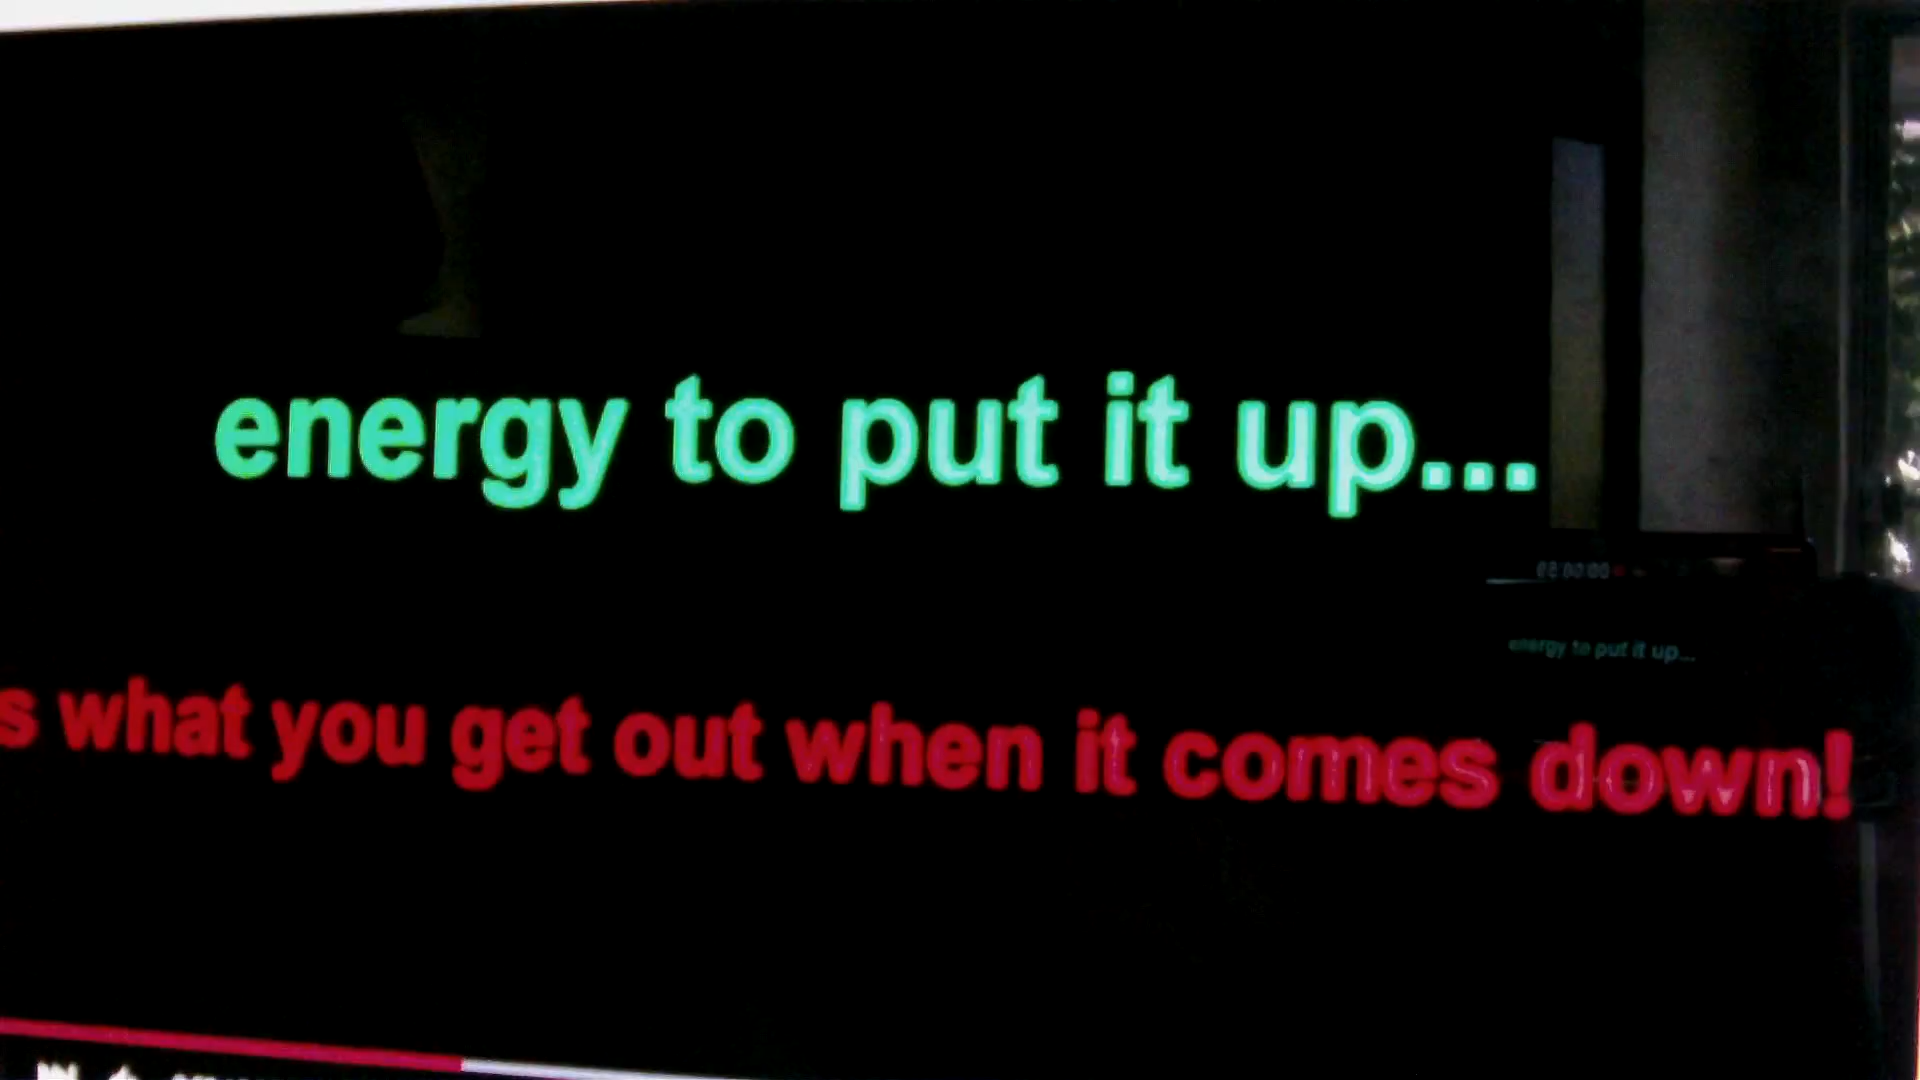 energy to put it up...
energy to put it up...
s what you get out when it comes down!